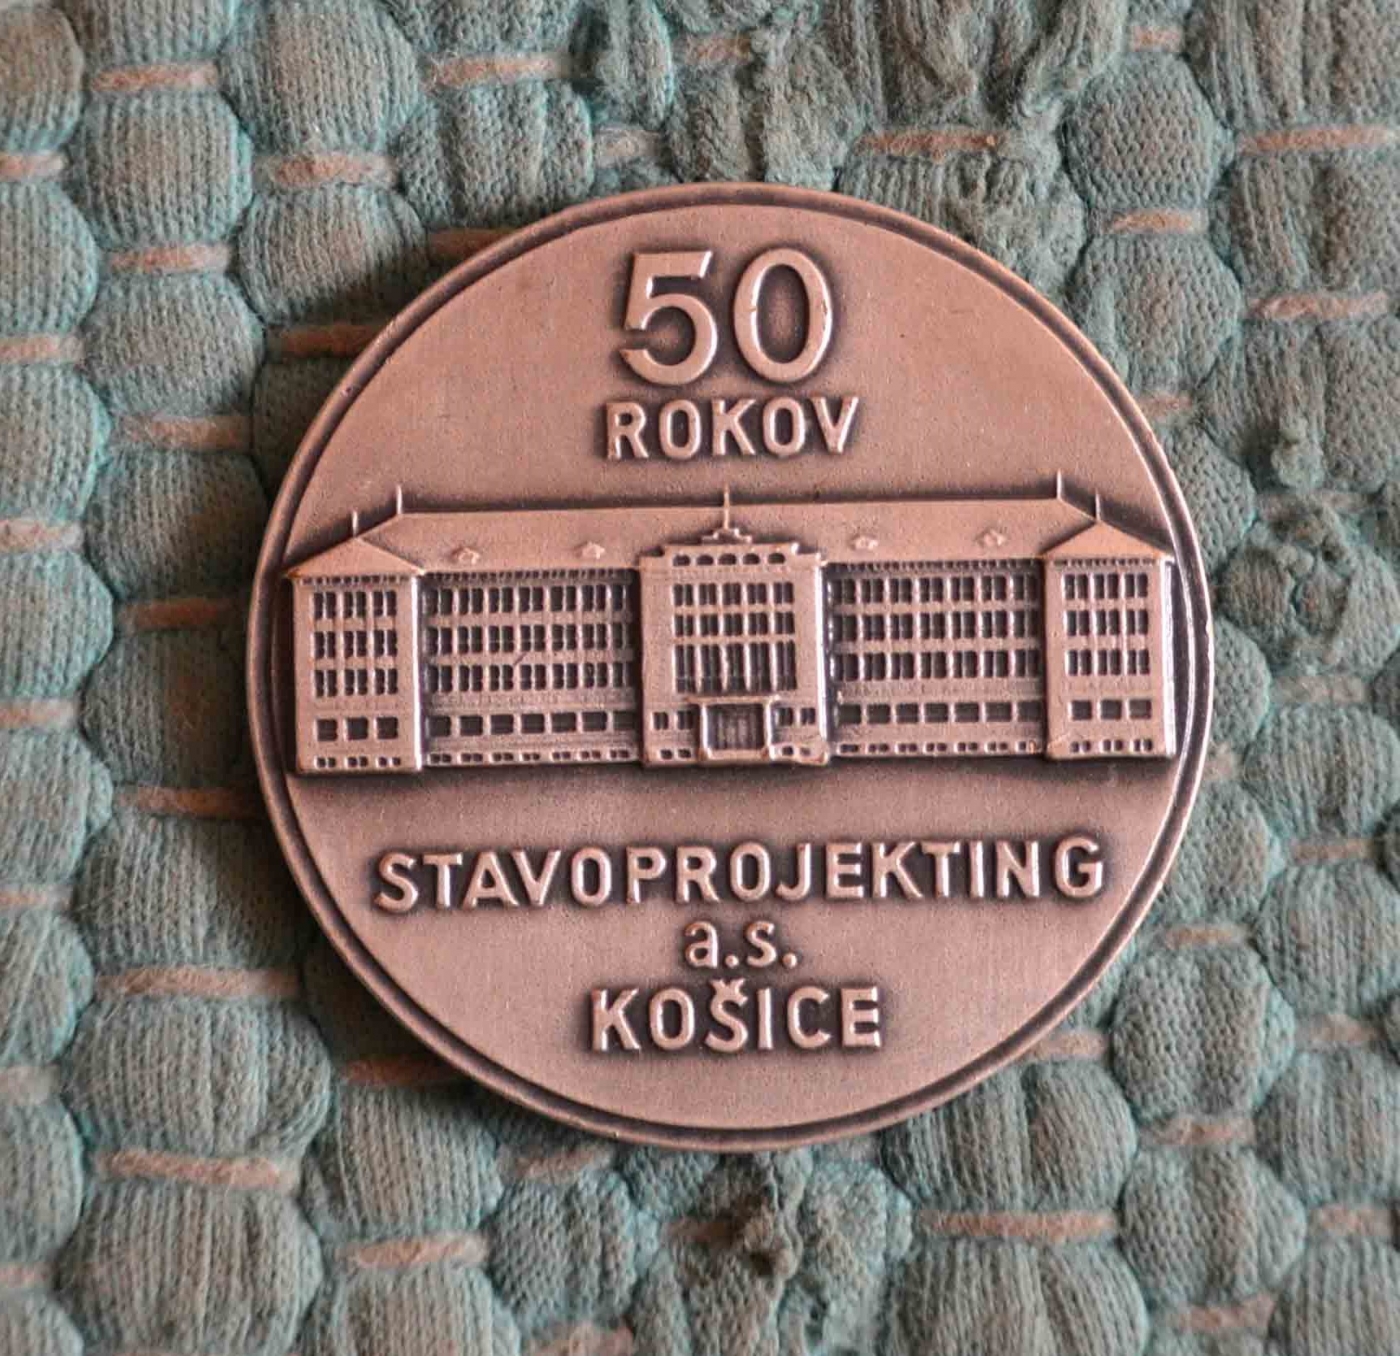 50
ROKOV
STAVOPROJEKTING
a.s.
KOŠICE